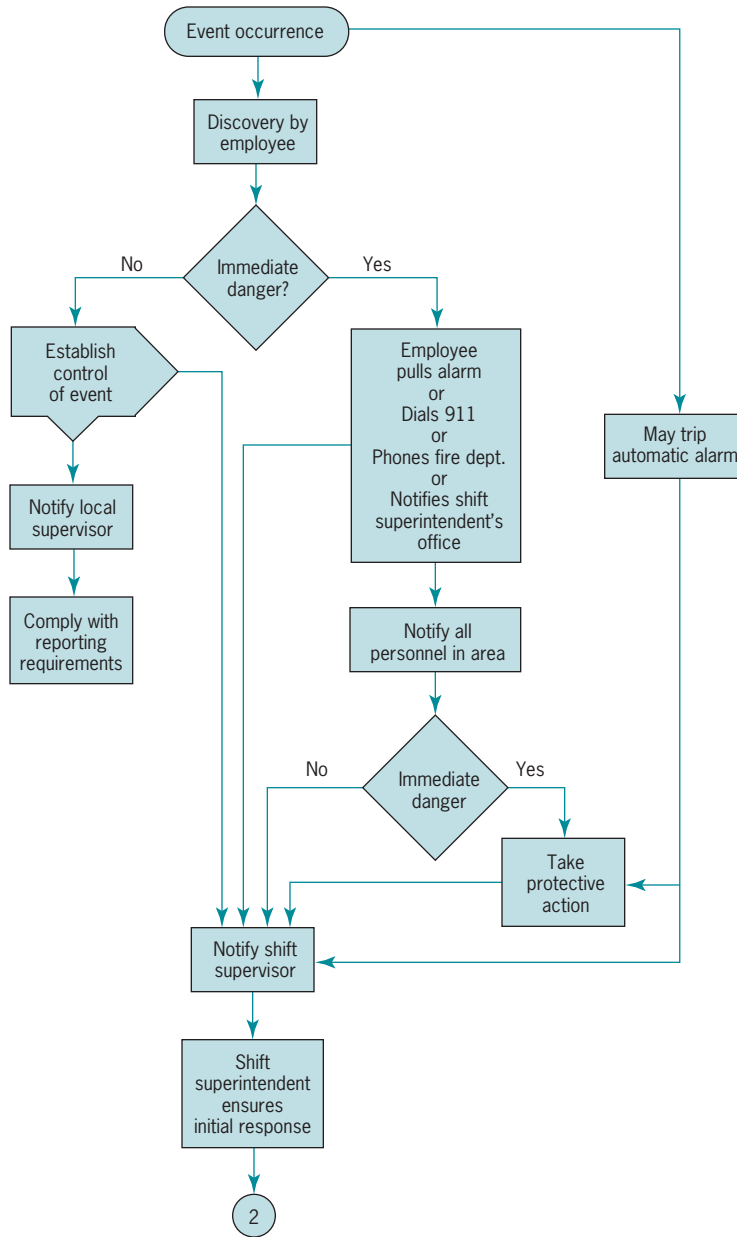 Event occurrence
Discovery by
employee
Immediate
danger?
No
Yes
Establish
control
of event
Employee
pulls alarm
or
Dials 911
or
Phones fire dept.
or
Notifies shift
superintendent's
office
May trip
automatic alarm
Notify local
supervisor
Comply with
reporting
requirements
Notify all
personnel in area
Immediate
danger
No
Yes
Take
protective
action
Notify shift
supervisor
Shift
superintendent
ensures
initial response
2